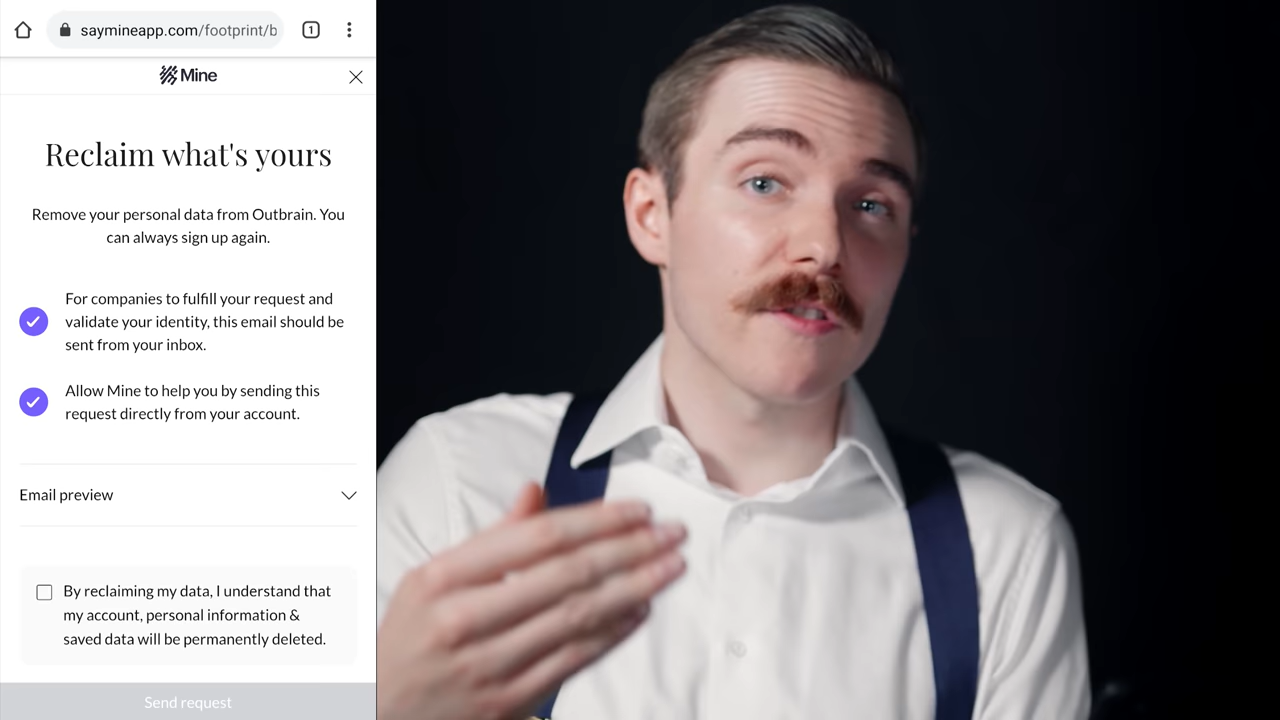 saymineapp.com/footprint/b
1
Mine
Reclaim what's yours
Remove your personal data from Outbrain. You
can always sign up again.
For companies to fulfill your request and
validate your identity, this email should be
sent from your inbox.
Allow Mine to help you by sending this
request directly from your account.
Email preview
By reclaiming my data, I understand that
my account, personal information &
saved data will be permanently deleted.
Send request